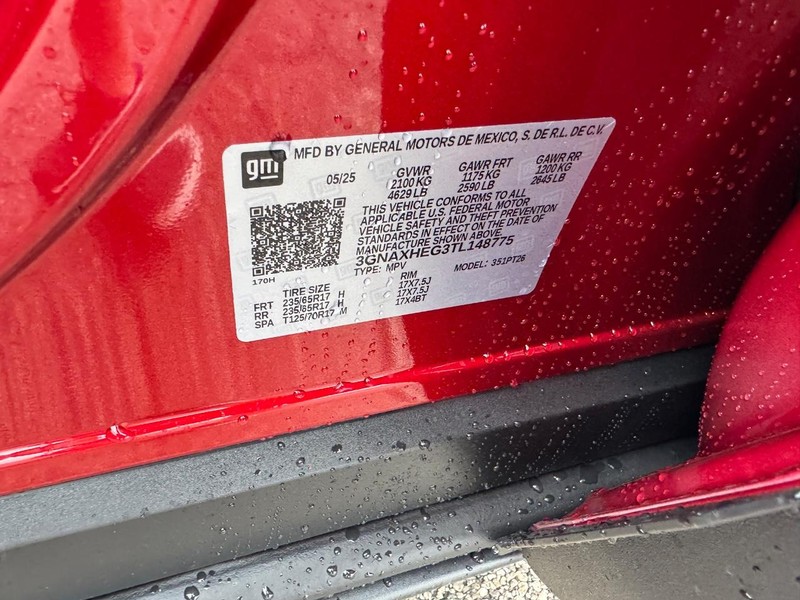 gm MFD BY GENERAL MOTORS DE MEXICO, S. DE R.L. DE C.V.
05/25 GVWR GAWR FRT GAWR RR
2100 KG 1175 KG 1200 KG
4629 LB 2590 LB 2645 LB
THIS VEHICLE CONFORMS TO ALL
APPLICABLE U.S. FEDERAL MOTOR
VEHICLE SAFETY AND THEFT PREVENTION
STANDARDS IN EFFECT ON THE DATE OF
MANUFACTURE SHOWN ABOVE.
3GNAXHEG3TL148775
170H TYPE: MPV MODEL: 351PT26
TIRE SIZE RIM
FRT 235/65R17 H 17X7.5J
RR 235/65R17 H 17X7.5J
SPA T125/70R17 M 17X4BT